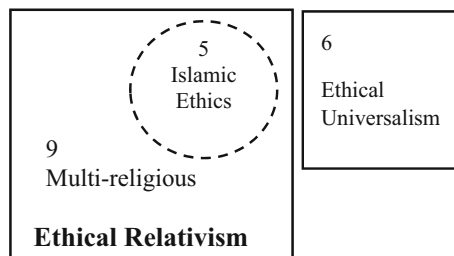 5
Islamic
Ethics
9
Multi-religious
Ethical Relativism
6
Ethical
Universalism